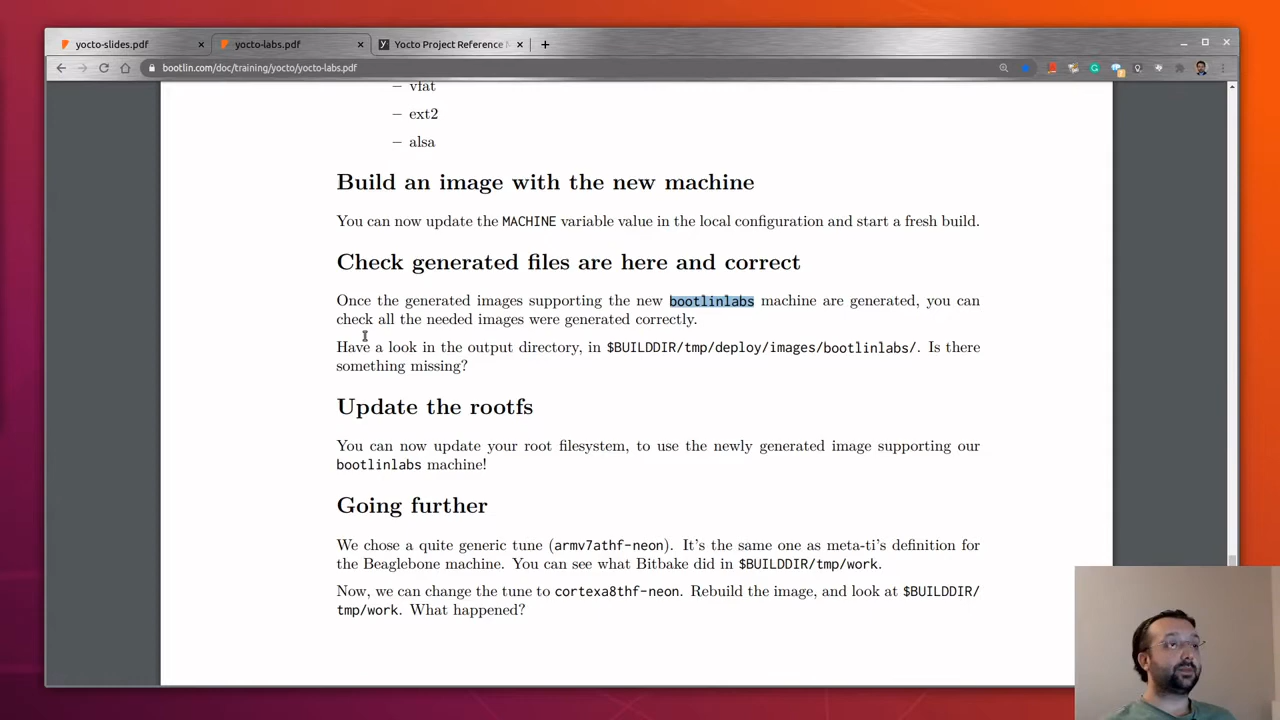 yocto-slides.pdf
yocto-labs.pdf
Yocto Project Reference
bootlin.com/doc/training/yocto/yocto-labs.pdf
– vfat
– ext2
– alsa
Build an image with the new machine
You can now update the MACHINE variable value in the local configuration and start a fresh build.
Check generated files are here and correct
Once the generated images supporting the new bootlinlabs machine are generated, you can
check all the needed images were generated correctly.
Have a look in the output directory, in $BUILDDIR/tmp/deploy/images/bootlinlabs/. Is there
something missing?
Update the rootfs
You can now update your root filesystem, to use the newly generated image supporting our
bootlinlabs machine!
Going further
We chose a quite generic tune (armv7athf-neon). It's the same one as meta-ti's definition for
the Beaglebone machine. You can see what Bitbake did in $BUILDDIR/tmp/work.
Now, we can change the tune to cortexa8thf-neon. Rebuild the image, and look at $BUILDDIR/
tmp/work. What happened?